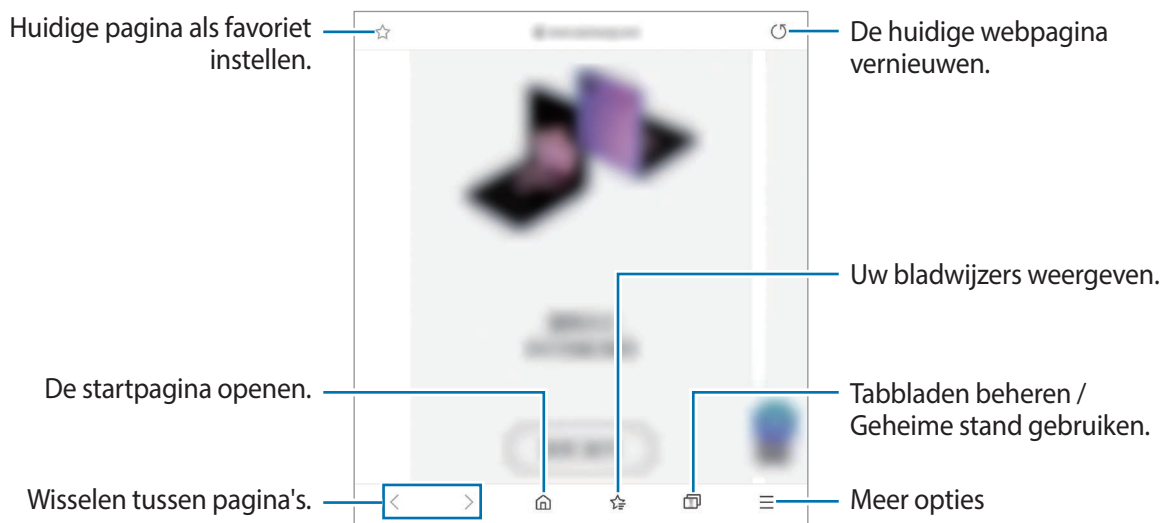 Huidige pagina als favoriet
instellen.
De huidige webpagina
vernieuwen.
Uw bladwijzers weergeven.
De startpagina openen.
Tabbladen beheren /
Geheime stand gebruiken.
Wisselen tussen pagina's.
Meer opties